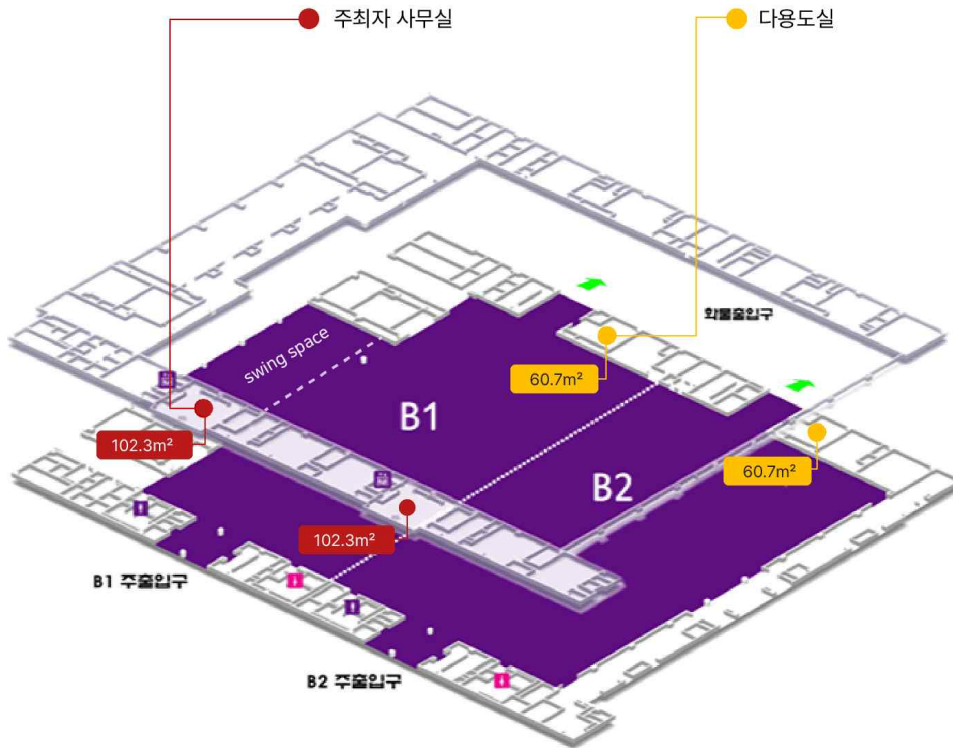 주최자 사무실
다용도실
화물출입구
swing space
60.7m²
B1
102.3m²
60.7m²
B2
102.3m²
B1 주출입구
B2 주출입구